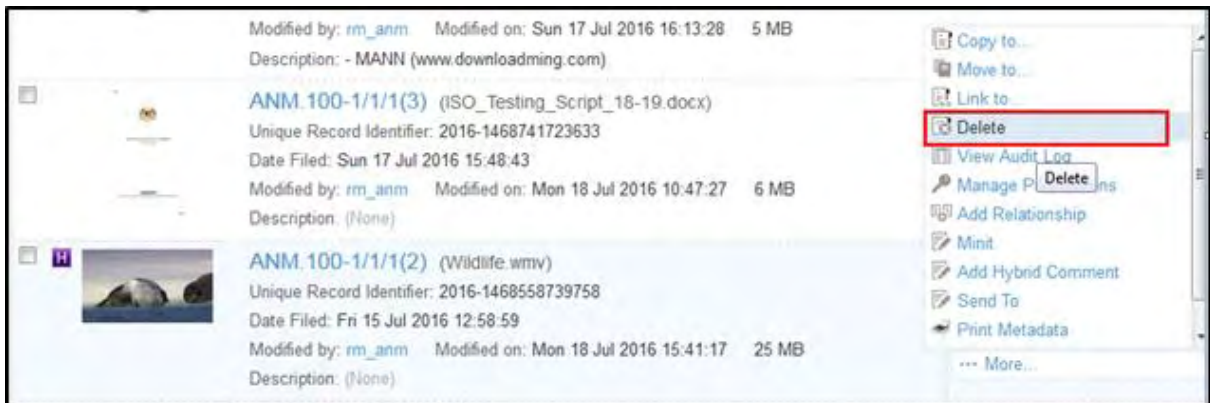 Modified by: rm_anm Modified on: Sun 17 Jul 2016 16:13:28 5 MB
Description: - MANN (www.downloadming.com)
ANM.100-1/1/1(3) (ISO_Testing_Script_18-19.docx)
Unique Record Identifier: 2016-1468741723633
Date Filed: Sun 17 Jul 2016 15:48:43
Modified by: rm_anm Modified on: Mon 18 Jul 2016 10:47:27 6 MB
Description: (None)
H
ANM.100-1/1/1(2) (Wildlife.wmv)
Unique Record Identifier: 2016-1468558739758
Date Filed: Fri 15 Jul 2016 12:58:59
Modified by: rm_anm Modified on: Mon 18 Jul 2016 15:41:17 25 MB
Description: (None)
Copy to...
Move to...
Link to...
Delete
View Audit Log
Manage P ns
Delete
Add Relationship
Minit
Add Hybrid Comment
Send To
Print Metadata
... More...